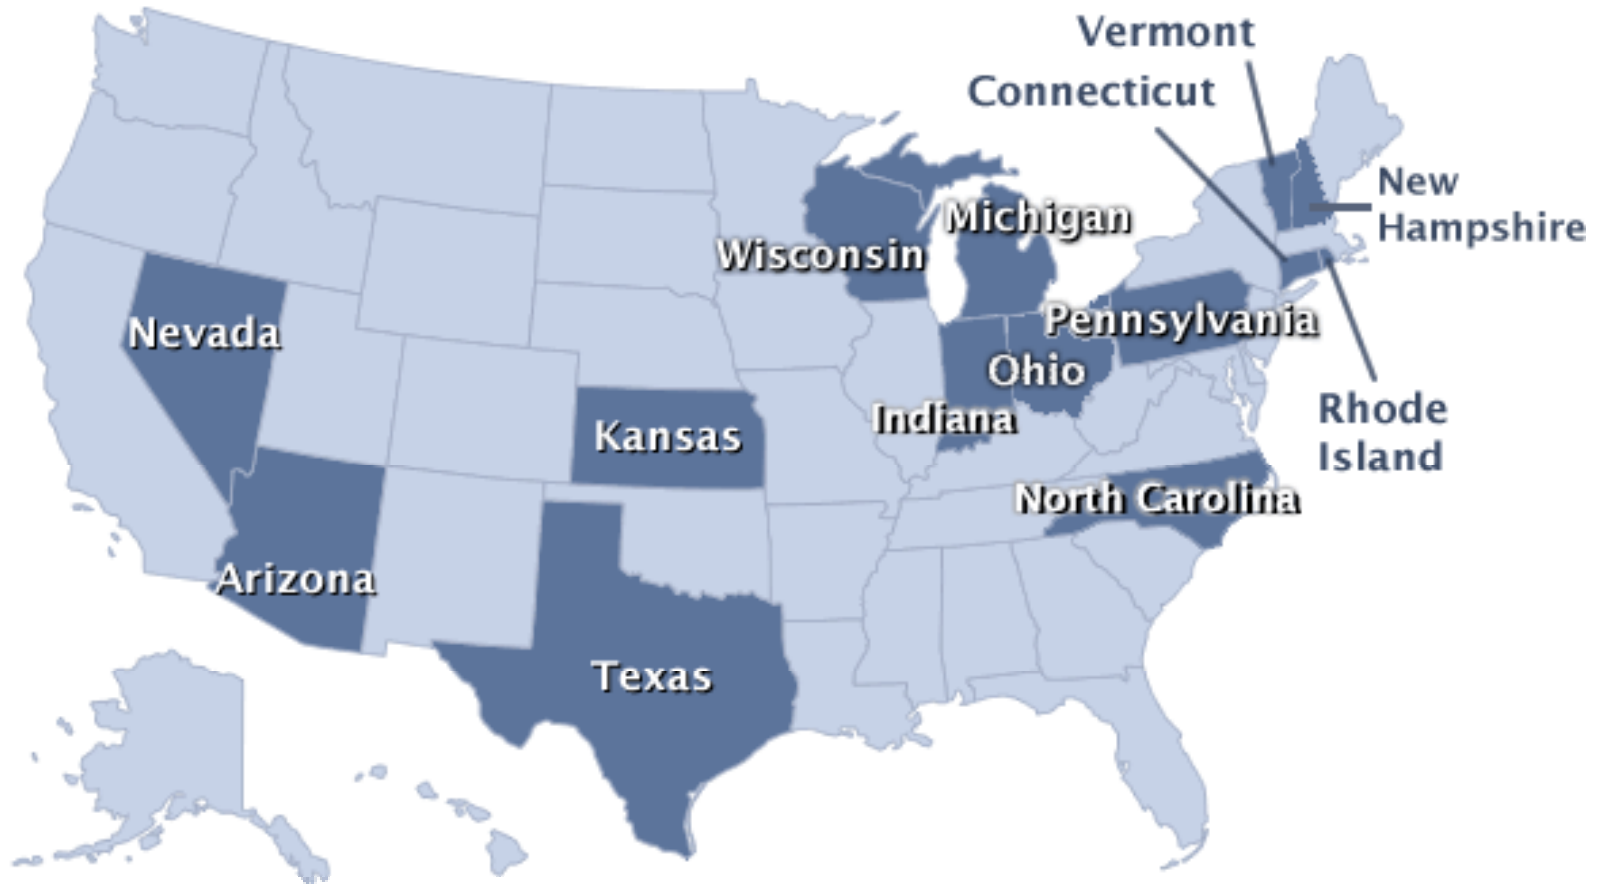 Vermont
Connecticut
New
Hampshire
Michigan
Wisconsin
Pennsylvania
Nevada
Ohio
Rhode
Island
Indiana
Kansas
North Carolina
Arizona
Texas